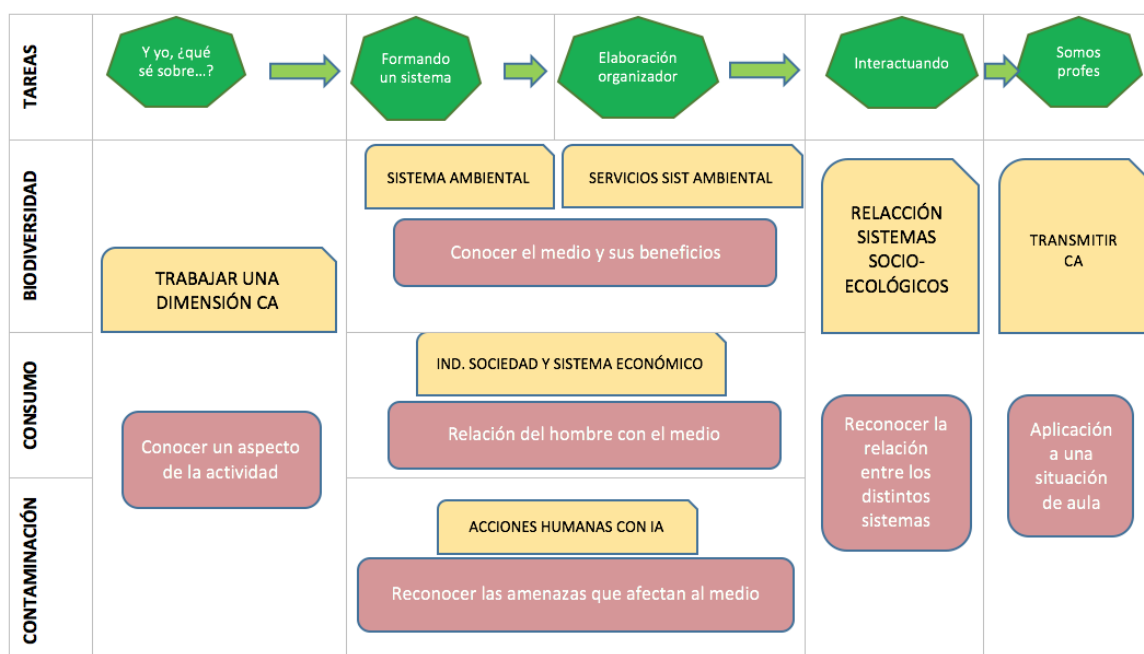 TAREAS
Y yo, ¿qué
sé sobre…?
Formando
un sistema
Elaboración
organizador
Interactuando
Somos
profes
BIODIVERSIDAD
SISTEMA AMBIENTAL
SERVICIOS SIST AMBIENTAL
Conocer el medio y sus beneficios
TRABAJAR UNA
DIMENSIÓN CA
RELACCIÓN
SISTEMAS
SOCIO-
ECOLÓGICOS
TRANSMITIR
CA
CONSUMO
IND. SOCIEDAD Y SISTEMA ECONÓMICO
Relación del hombre con el medio
Conocer un aspecto
de la actividad
Reconocer la
relación
entre los
distintos
sistemas
Aplicación
a una
situación
de aula
CONTAMINACIÓN
ACCIONES HUMANAS CON IA
Reconocer las amenazas que afectan al medio